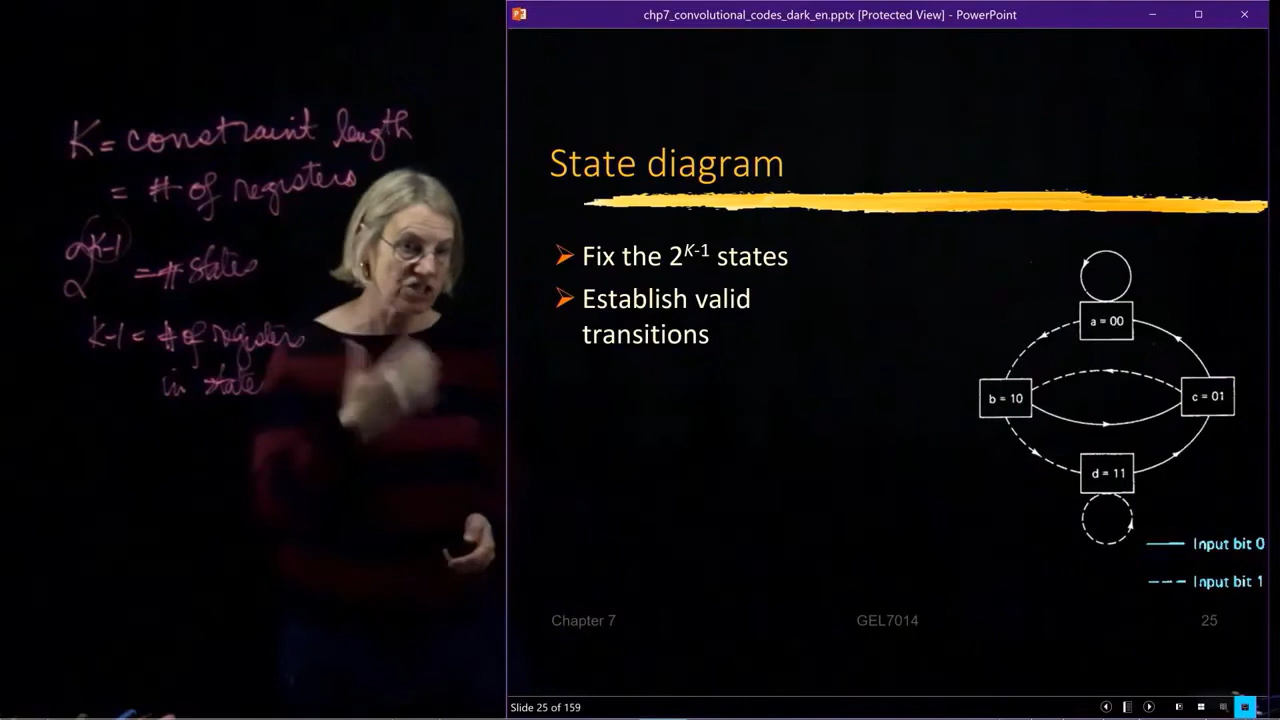 chp7_convolutional_codes_dark_en.pptx [Protected View] - PowerPoint
K = constraint length
= # of registers
2^K-1 = # states
2
K-1 = # of registers
in state
State diagram
Fix the 2^K-1 states
Establish valid
transitions
a = 00
b = 10
c = 01
d = 11
Input bit 0
Input bit 1
Chapter 7
GEL7014
25
Slide 25 of 159